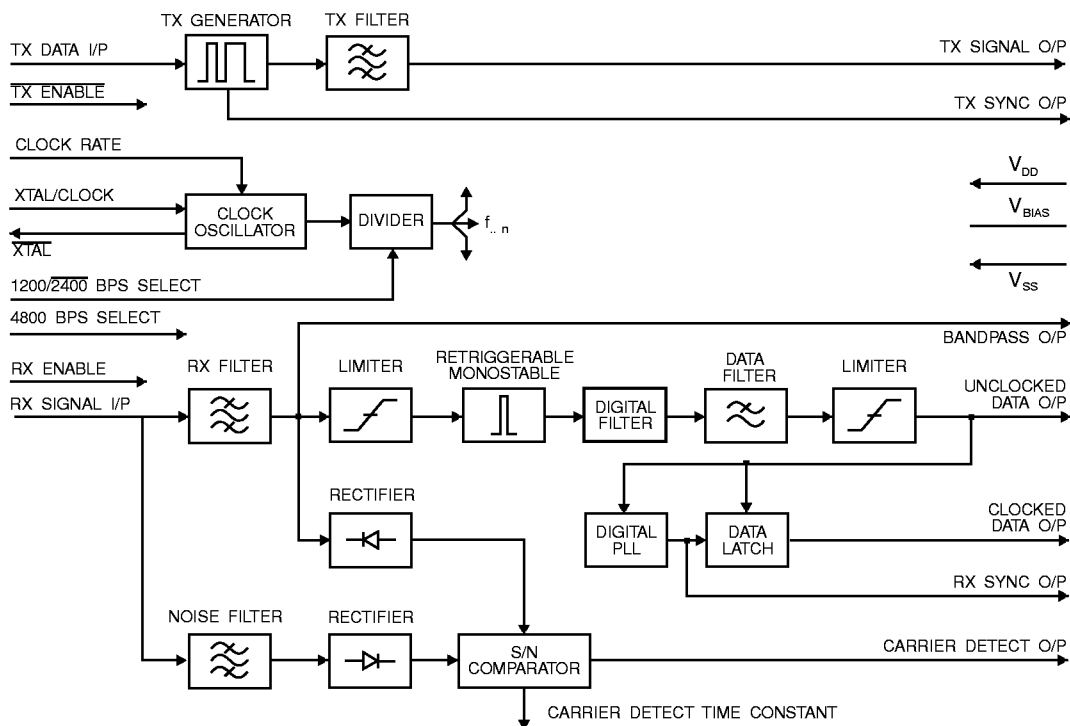 TX GENERATOR
TX FILTER
TX DATA I/P
TX SIGNAL O/P
TX ENABLE
TX SYNC O/P
CLOCK RATE
XTAL/CLOCK
CLOCK
OSCILLATOR
DIVIDER
f.. n
XTAL
VDD
VBIAS
VSS
1200/2400 BPS SELECT
4800 BPS SELECT
BANDPASS O/P
RX ENABLE
RX FILTER
LIMITER
RETRIGGERABLE
MONOSTABLE
DATA
FILTER
LIMITER
UNCLOCKED
DATA O/P
RX SIGNAL I/P
DIGITAL
FILTER
RECTIFIER
DIGITAL
PLL
DATA
LATCH
CLOCKED
DATA O/P
RX SYNC O/P
NOISE FILTER
RECTIFIER
S/N
COMPARATOR
CARRIER DETECT O/P
CARRIER DETECT TIME CONSTANT